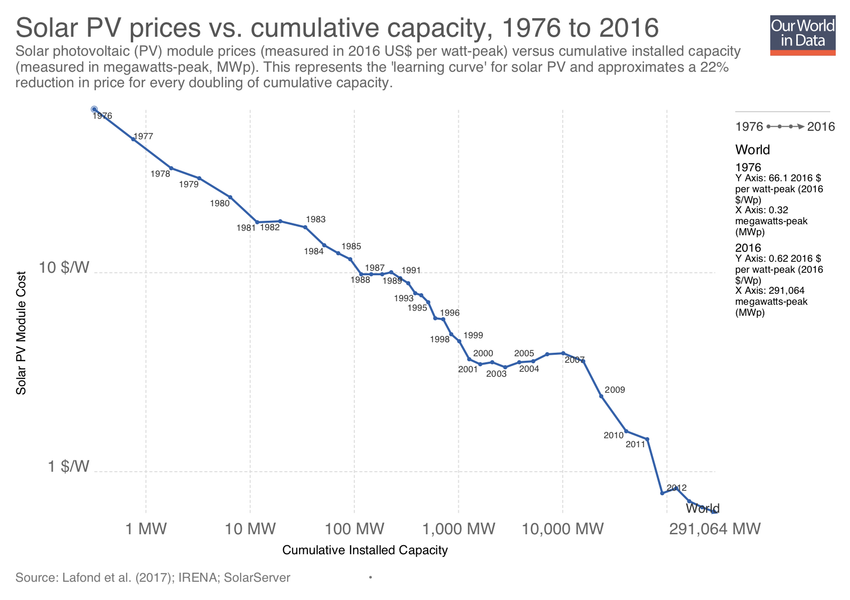 Solar PV prices vs. cumulative capacity, 1976 to 2016
Our World
in Data
Solar photovoltaic (PV) module prices (measured in 2016 US$ per watt-peak) versus cumulative installed capacity
(measured in megawatts-peak, MWp). This represents the 'learning curve' for solar PV and approximates a 22%
reduction in price for every doubling of cumulative capacity.
1976 2016
World
1976
Y Axis: 66.1 2016 $
per watt-peak (2016
$/Wp)
X Axis: 0.32
megawatts-peak
(MWp)
2016
Y Axis: 0.62 2016 $
per watt-peak (2016
$/Wp)
X Axis: 291,064
megawatts-peak
(MWp)
Solar PV Module Cost
10 $/W
1 $/W
1976
1977
1978
1979
1980
1981
1982
1983
1984
1985
1988
1987
1989
1991
1993
1995
1996
1998
1999
2001
2000
2003
2005
2004
2007
2009
2010
2011
2012
World
1 MW
10 MW
100 MW
1,000 MW
10,000 MW
291,064 MW
Cumulative Installed Capacity
Source: Lafond et al. (2017); IRENA; SolarServer